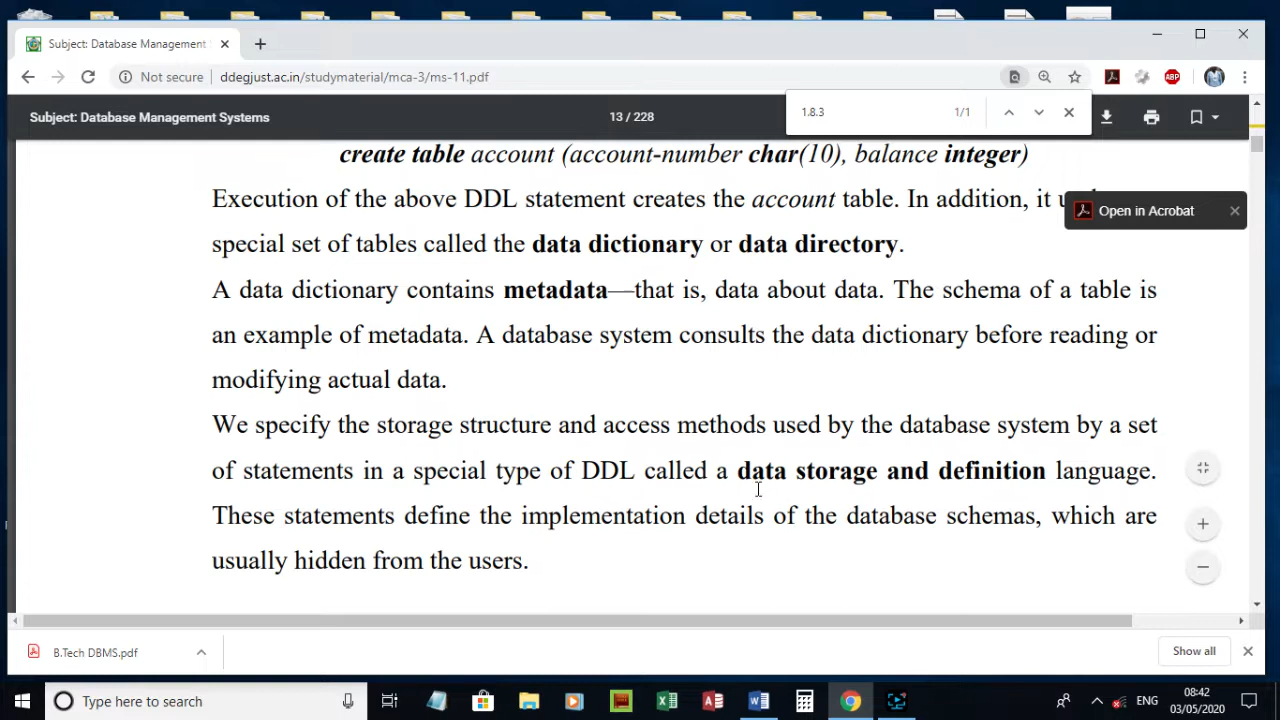 Subject: Database Management
Not secure
ddegjust.ac.in/studymaterial/mca-3/ms-11.pdf
ABP
Subject: Database Management Systems
13 / 228
1.8.3
1/1
create table account (account-number char(10), balance integer)
Execution of the above DDL statement creates the account table. In addition, it
Open in Acrobat
special set of tables called the data dictionary or data directory.
A data dictionary contains metadata—that is, data about data. The schema of a table is
an example of metadata. A database system consults the data dictionary before reading or
modifying actual data.
We specify the storage structure and access methods used by the database system by a set
of statements in a special type of DDL called a data storage and definition language.
These statements define the implementation details of the database schemas, which are
usually hidden from the users.
B.Tech DBMS.pdf
Show all
Type here to search
ENG
08:42
03/05/2020